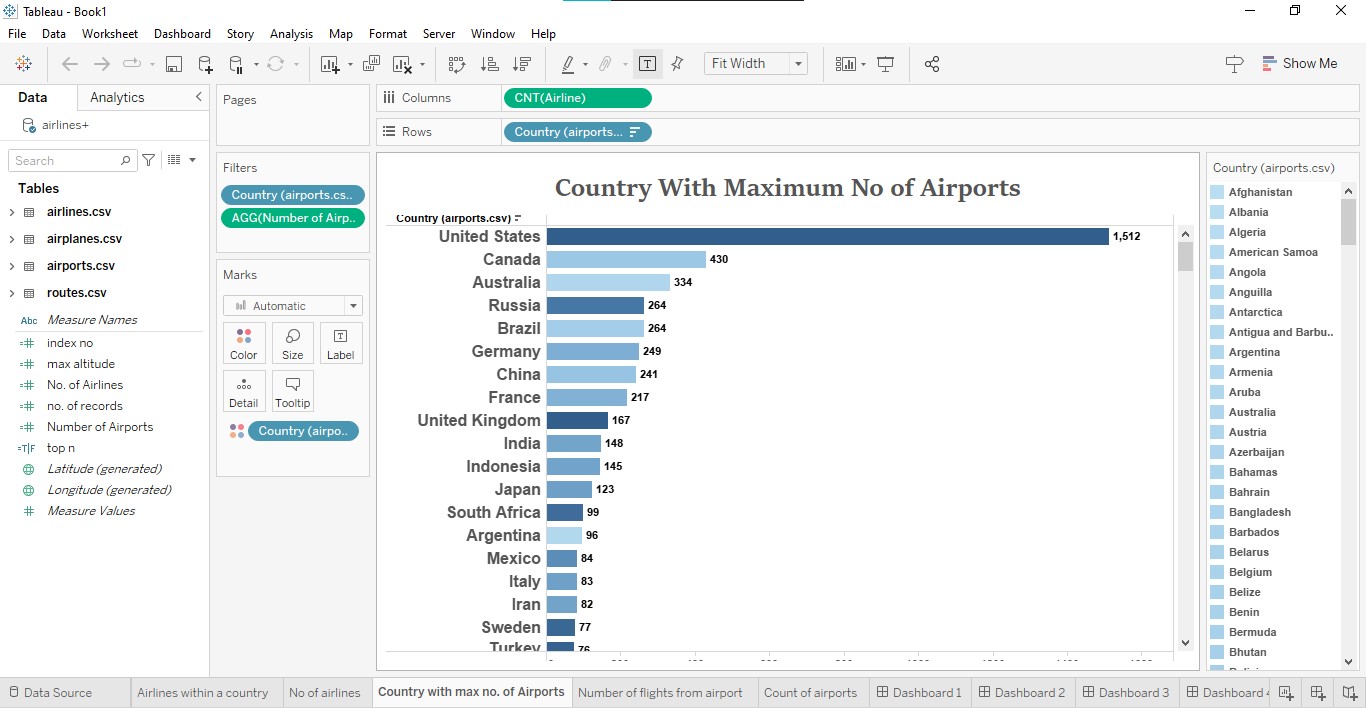 Tableau - Book1
File Data Worksheet Dashboard Story Analysis Map Format Server Window Help
Fit Width
Show Me
Data Analytics
airlines+
Search
Tables
airlines.csv
airplanes.csv
airports.csv
routes.csv
Abc Measure Names
index no
max altitude
No. of Airlines
no. of records
Number of Airports
=T|F top n
Latitude (generated)
Longitude (generated)
Measure Values
Pages
Filters
Country (airports.cs..
AGG(Number of Airp..
Marks
Automatic
Color Size Label
Detail Tooltip
Country (airpo..
Columns CNT(Airline)
Rows Country (airports...
Country With Maximum No of Airports
Country (airports.csv)
United States 1,512
Canada 430
Australia 334
Russia 264
Brazil 264
Germany 249
China 241
France 217
United Kingdom 167
India 148
Indonesia 145
Japan 123
South Africa 99
Argentina 96
Mexico 84
Italy 83
Iran 82
Sweden 77
Turkey 76
Country (airports.csv)
Afghanistan
Albania
Algeria
American Samoa
Angola
Anguilla
Antarctica
Antigua and Barbu..
Argentina
Armenia
Aruba
Australia
Austria
Azerbaijan
Bahamas
Bahrain
Bangladesh
Barbados
Belarus
Belgium
Belize
Benin
Bermuda
Bhutan
Data Source Airlines within a country No of airlines Country with max no. of Airports Number of flights from airport Count of airports Dashboard 1 Dashboard 2 Dashboard 3 Dashboard 4